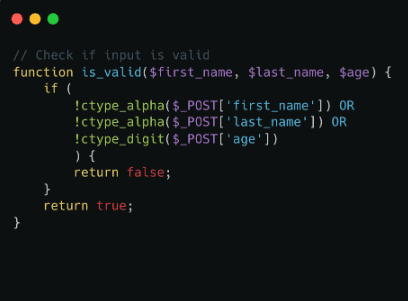 // Check if input is valid
function is_valid($first_name, $last_name, $age) {
    if (
        !ctype_alpha($_POST['first_name']) OR
        !ctype_alpha($_POST['last_name']) OR
        !ctype_digit($_POST['age'])
        ) {
        return false;
    }
    return true;
}